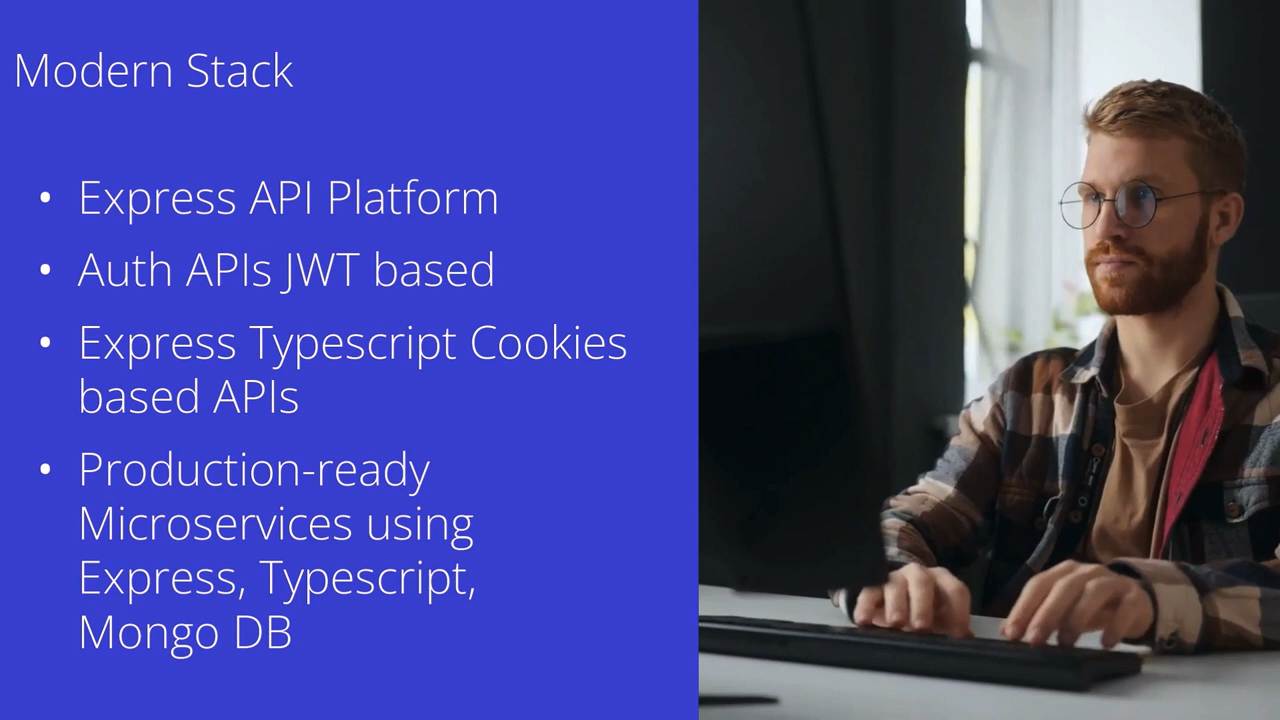 Modern Stack
• Express API Platform
• Auth APIs JWT based
• Express Typescript Cookies
based APIs
• Production-ready
Microservices using
Express, Typescript,
Mongo DB